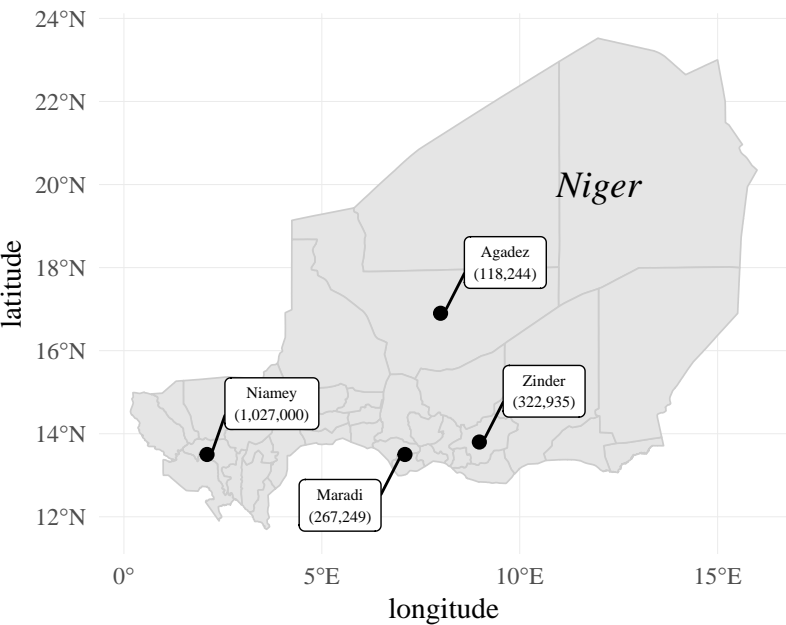 24°N
22°N
20°N
18°N
16°N
14°N
12°N
latitude
Niger
Agadez
(118,244)
Zinder
(322,935)
Niamey
(1,027,000)
Maradi
(267,249)
0°
5°E
10°E
15°E
longitude